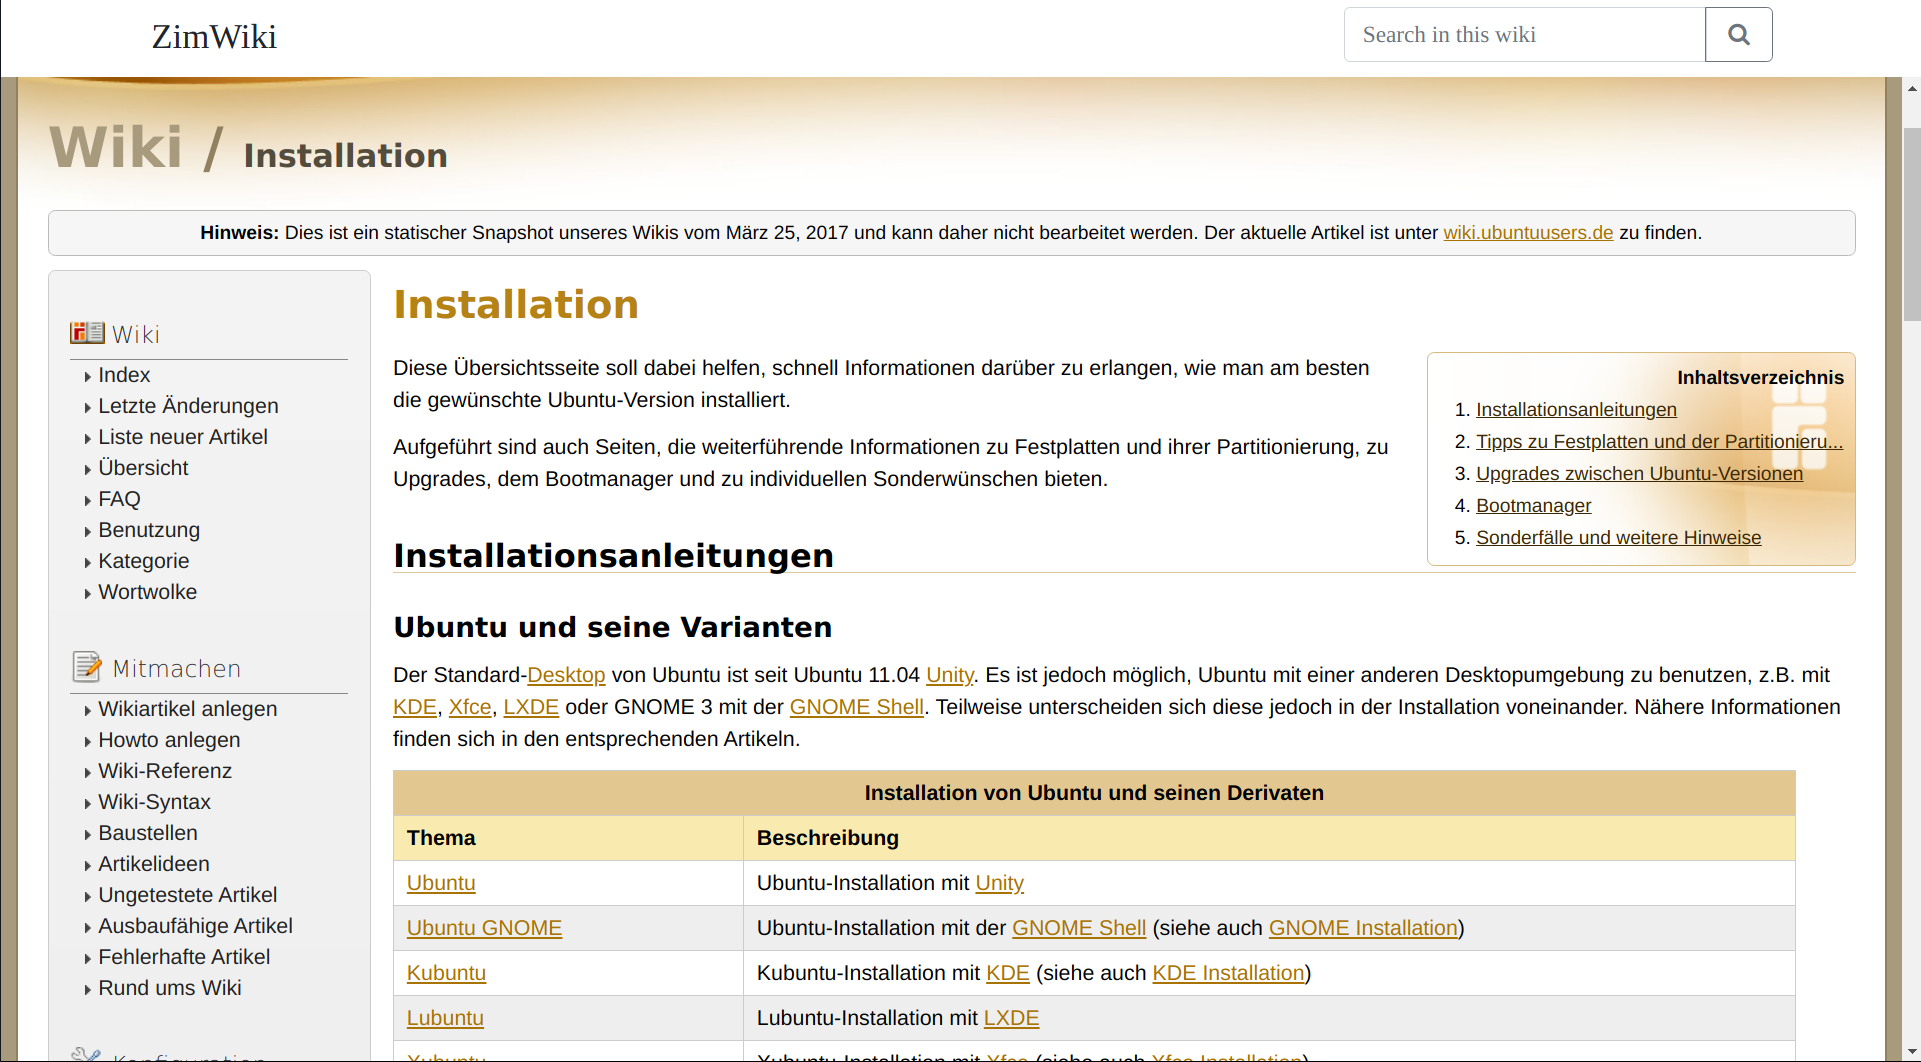 ZimWiki
Search in this wiki
Wiki / Installation
Hinweis: Dies ist ein statischer Snapshot unseres Wikis vom März 25, 2017 und kann daher nicht bearbeitet werden. Der aktuelle Artikel ist unter wiki.ubuntuusers.de zu finden.
Wiki
Index
Letzte Änderungen
Liste neuer Artikel
Übersicht
FAQ
Benutzung
Kategorie
Wortwolke
Mitmachen
Wikiartikel anlegen
Howto anlegen
Wiki-Referenz
Wiki-Syntax
Baustellen
Artikelideen
Ungetestete Artikel
Ausbaufähige Artikel
Fehlerhafte Artikel
Rund ums Wiki
Konfiguration
Installation
Diese Übersichtsseite soll dabei helfen, schnell Informationen darüber zu erlangen, wie man am besten
die gewünschte Ubuntu-Version installiert.
Aufgeführt sind auch Seiten, die weiterführende Informationen zu Festplatten und ihrer Partitionierung, zu
Upgrades, dem Bootmanager und zu individuellen Sonderwünschen bieten.
Inhaltsverzeichnis
1. Installationsanleitungen
2. Tipps zu Festplatten und der Partitionieru...
3. Upgrades zwischen Ubuntu-Versionen
4. Bootmanager
5. Sonderfälle und weitere Hinweise
Installationsanleitungen
Ubuntu und seine Varianten
Der Standard-Desktop von Ubuntu ist seit Ubuntu 11.04 Unity. Es ist jedoch möglich, Ubuntu mit einer anderen Desktopumgebung zu benutzen, z.B. mit
KDE, Xfce, LXDE oder GNOME 3 mit der GNOME Shell. Teilweise unterscheiden sich diese jedoch in der Installation voneinander. Nähere Informationen
finden sich in den entsprechenden Artikeln.
Installation von Ubuntu und seinen Derivaten
Thema Beschreibung
Ubuntu Ubuntu-Installation mit Unity
Ubuntu GNOME Ubuntu-Installation mit der GNOME Shell (siehe auch GNOME Installation)
Kubuntu Kubuntu-Installation mit KDE (siehe auch KDE Installation)
Lubuntu Lubuntu-Installation mit LXDE
Xubuntu Xubuntu-Installation mit Xfce (siehe auch Xfce Installation)